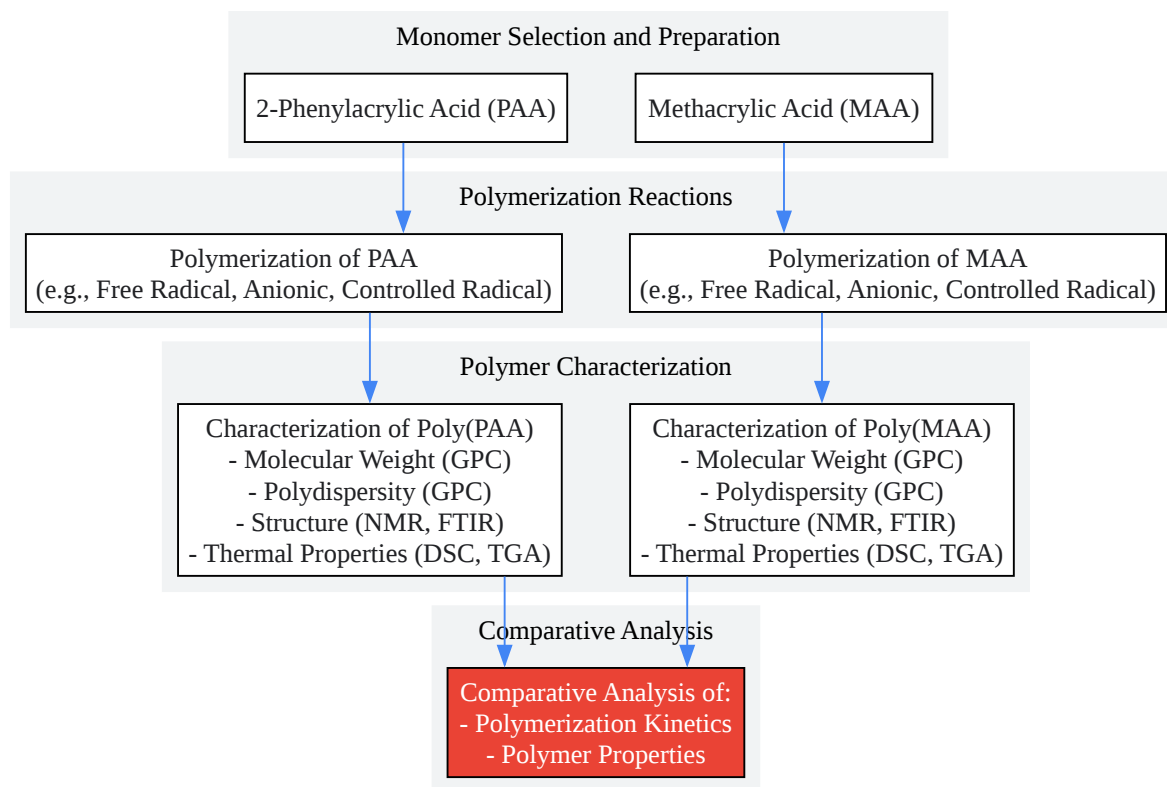 Monomer Selection and Preparation
2-Phenylacrylic Acid (PAA)
Methacrylic Acid (MAA)
Polymerization Reactions
Polymerization of PAA
(e.g., Free Radical, Anionic, Controlled Radical)
Polymerization of MAA
(e.g., Free Radical, Anionic, Controlled Radical)
Polymer Characterization
Characterization of Poly(PAA)
- Molecular Weight (GPC)
- Polydispersity (GPC)
- Structure (NMR, FTIR)
- Thermal Properties (DSC, TGA)
Characterization of Poly(MAA)
- Molecular Weight (GPC)
- Polydispersity (GPC)
- Structure (NMR, FTIR)
- Thermal Properties (DSC, TGA)
Comparative Analysis
Comparative Analysis of:
- Polymerization Kinetics
- Polymer Properties